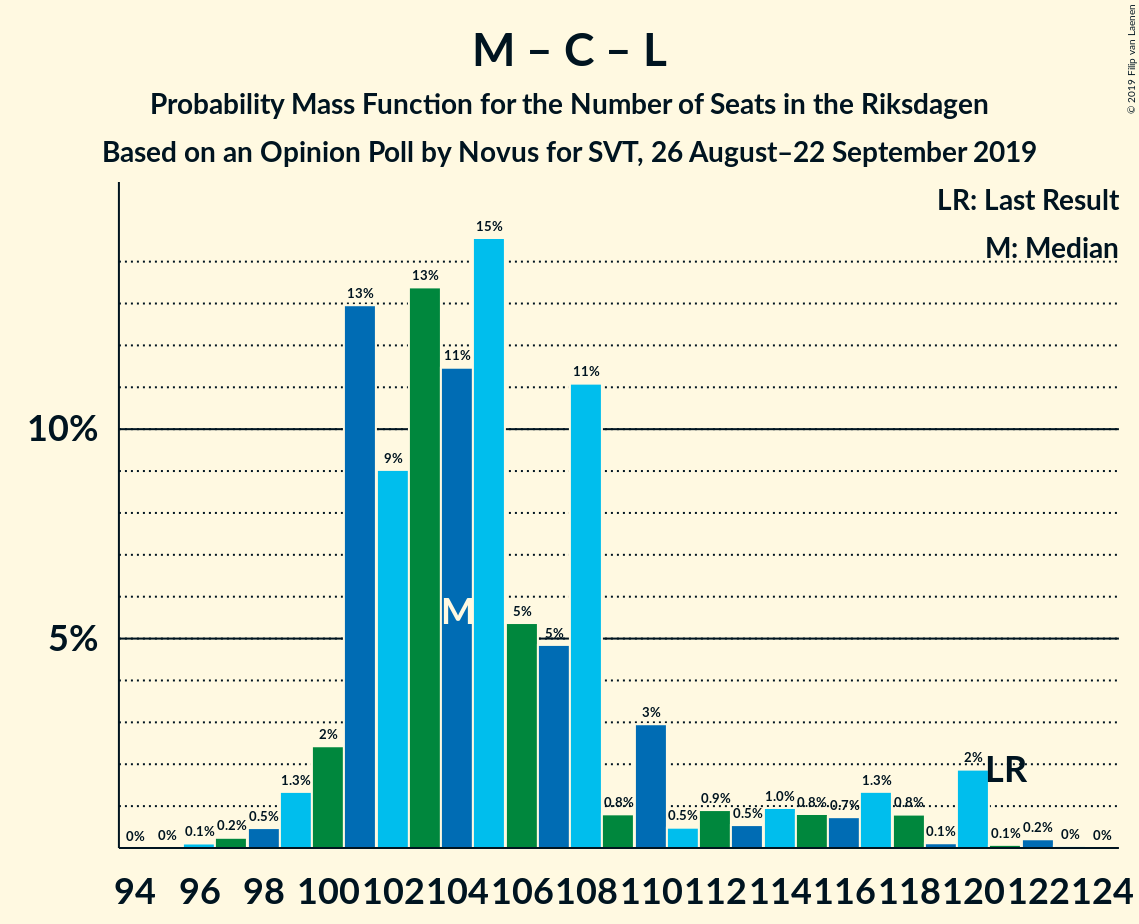 M – C – L
Probability Mass Function for the Number of Seats in the Riksdagen
Based on an Opinion Poll by Novus for SVT, 26 August–22 September 2019
© 2019 Filip van Laenen
LR: Last Result
M: Median
10%
5%
0% 0% 0.1% 0.2% 0.5% 1.3% 2% 13% 9% 13% 11% 15% 5% 5% 11% 0.8% 3% 0.5% 0.9% 0.5% 1.0% 0.8% 0.7% 1.3% 0.8% 0.1% 2% 0.1% 0.2% 0% 0%
M
LR
94 96 98 100 102 104 106 108 110 112 114 116 118 120 122 124